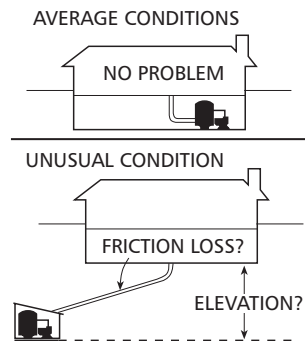 AVERAGE CONDITIONS
NO PROBLEM
UNUSUAL CONDITION
FRICTION LOSS?
ELEVATION?